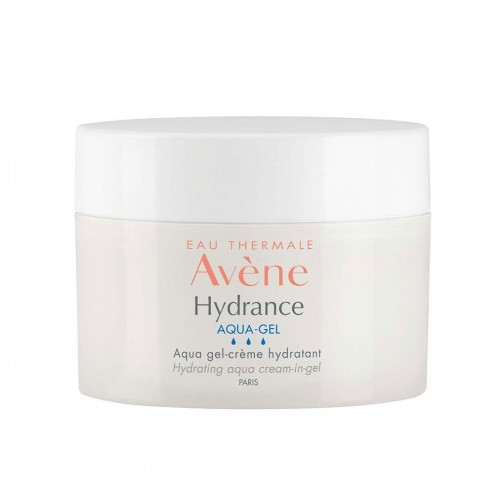 EAU THERMALE
Avène
Hydrance
AQUA-GEL
Aqua gel-crème hydratant
Hydrating aqua cream-in-gel
PARIS